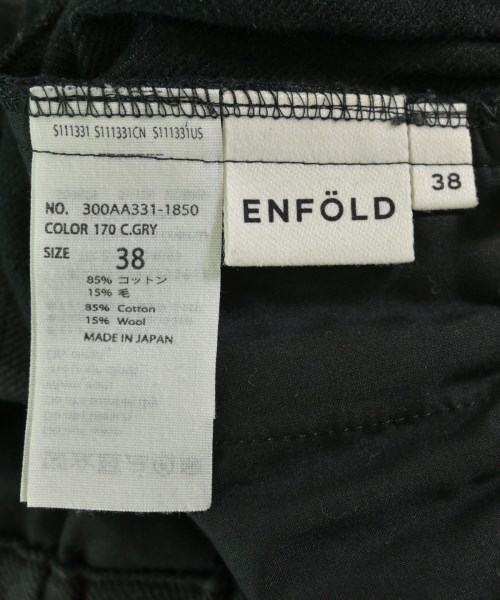 S111331 S111331CN S111331US
NO. 300AA331-1850
COLOR 170 C.GRY
SIZE 38
85% コットン
15% 毛
85% Cotton
15% Wool
MADE IN JAPAN
ENFÖLD
38